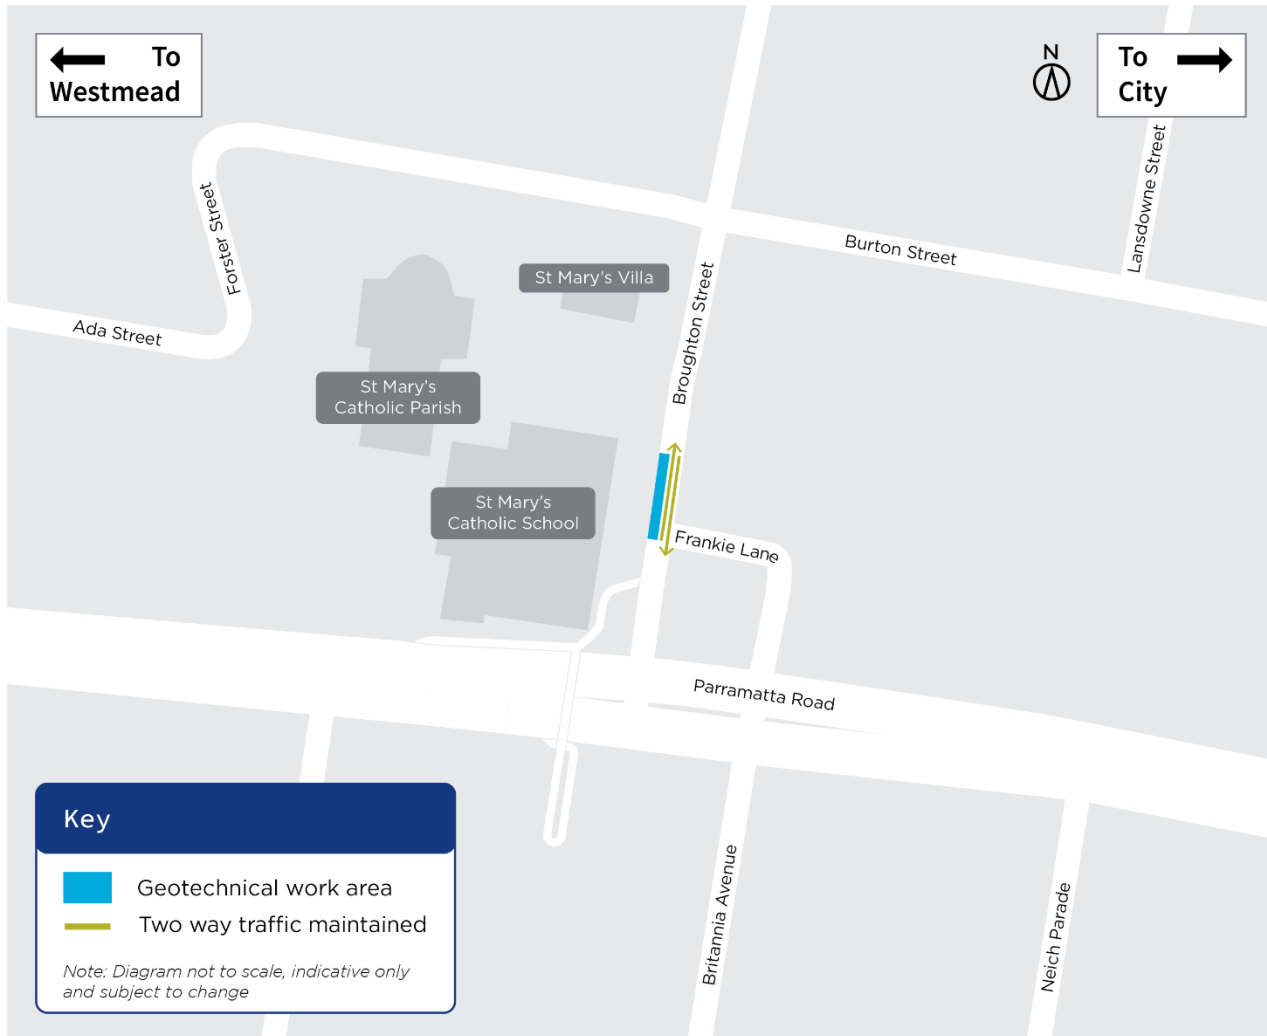 To
Westmead
N
To
City
Lansdowne Street
Forster Street
Burton Street
St Mary's Villa
Broughton Street
Ada Street
St Mary's
Catholic Parish
St Mary's
Catholic School
Frankie Lane
Parramatta Road
Key
Geotechnical work area
Two way traffic maintained
Note: Diagram not to scale, indicative only
and subject to change
Britannia Avenue
Neich Parade